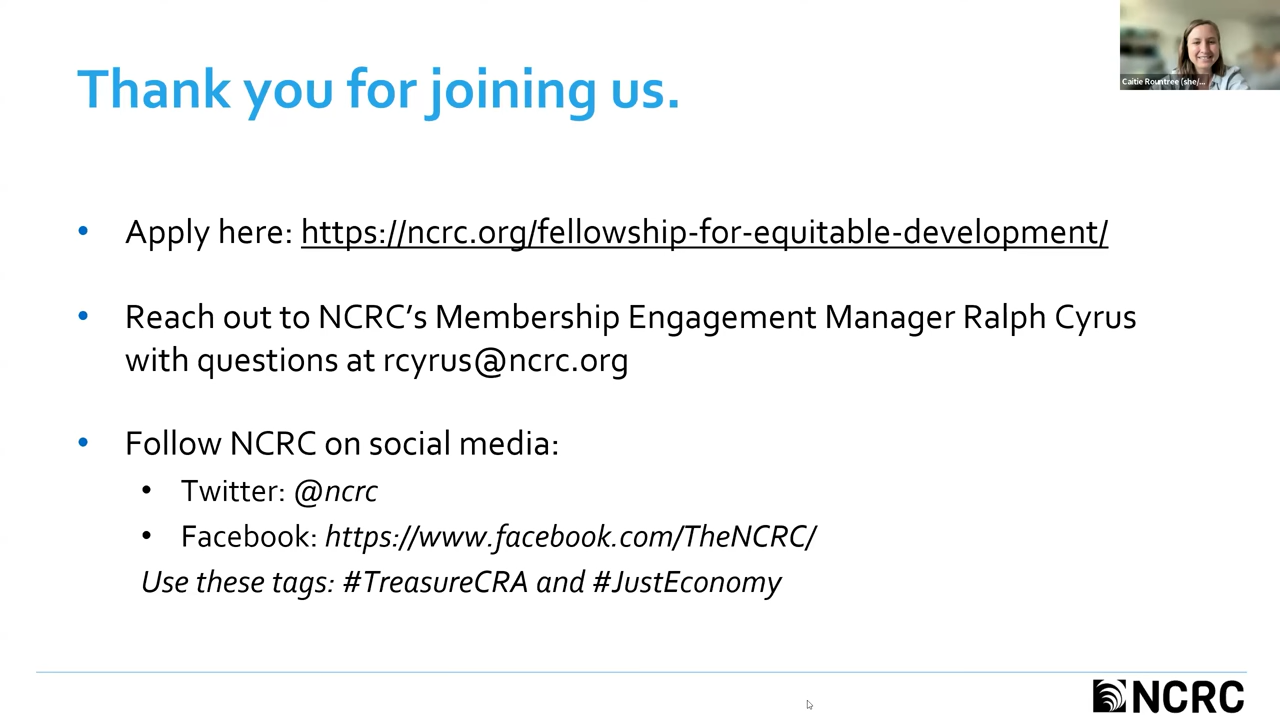 Thank you for joining us.
Caitie Rountree (she/...
• Apply here: https://ncrc.org/fellowship-for-equitable-development/
• Reach out to NCRC’s Membership Engagement Manager Ralph Cyrus
with questions at rcyrus@ncrc.org
• Follow NCRC on social media:
• Twitter: @ncrc
• Facebook: https://www.facebook.com/TheNCRC/
Use these tags: #TreasureCRA and #JustEconomy
NCRC